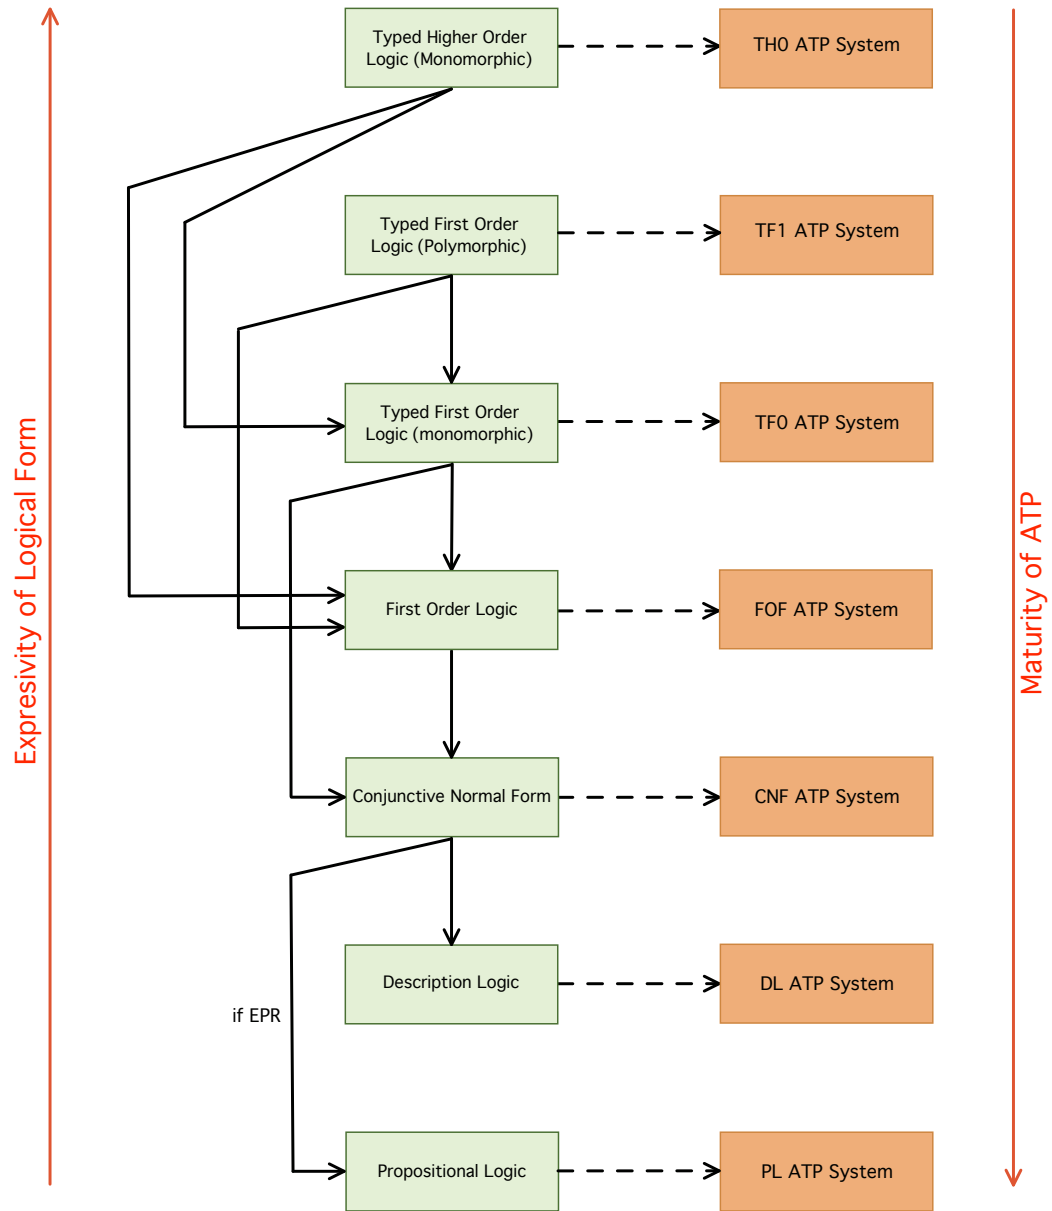 Typed Higher Order
Logic (Monomorphic)
TH0 ATP System
Typed First Order
Logic (Polymorphic)
TF1 ATP System
Typed First Order
Logic (monomorphic)
TF0 ATP System
Expresivity of Logical Form
Maturity of ATP
First Order Logic
FOF ATP System
Conjunctive Normal Form
CNF ATP System
Description Logic
DL ATP System
if EPR
Propositional Logic
PL ATP System